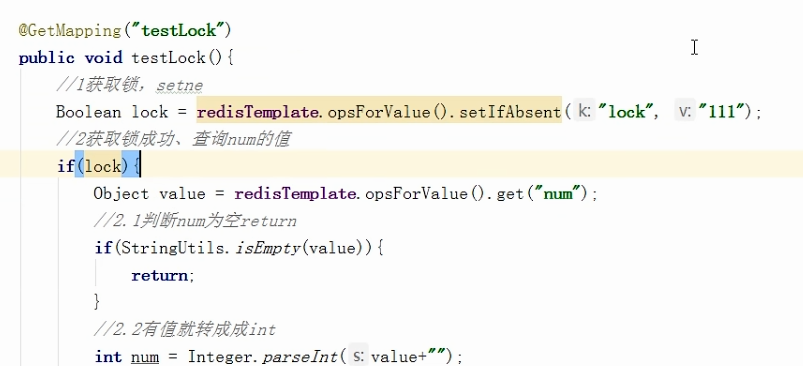 @GetMapping("testLock")
public void testLock(){
//1获取锁，setne
Boolean lock = redisTemplate.opsForValue().setIfAbsent( k: "lock", v: "111");
//2获取锁成功、查询num的值
if(lock){
Object value = redisTemplate.opsForValue().get("num");
//2.1判断num为空return
if(StringUtils.isEmpty(value)){
return;
}
//2.2有值就转成成int
int num = Integer.parseInt( s: value+"");